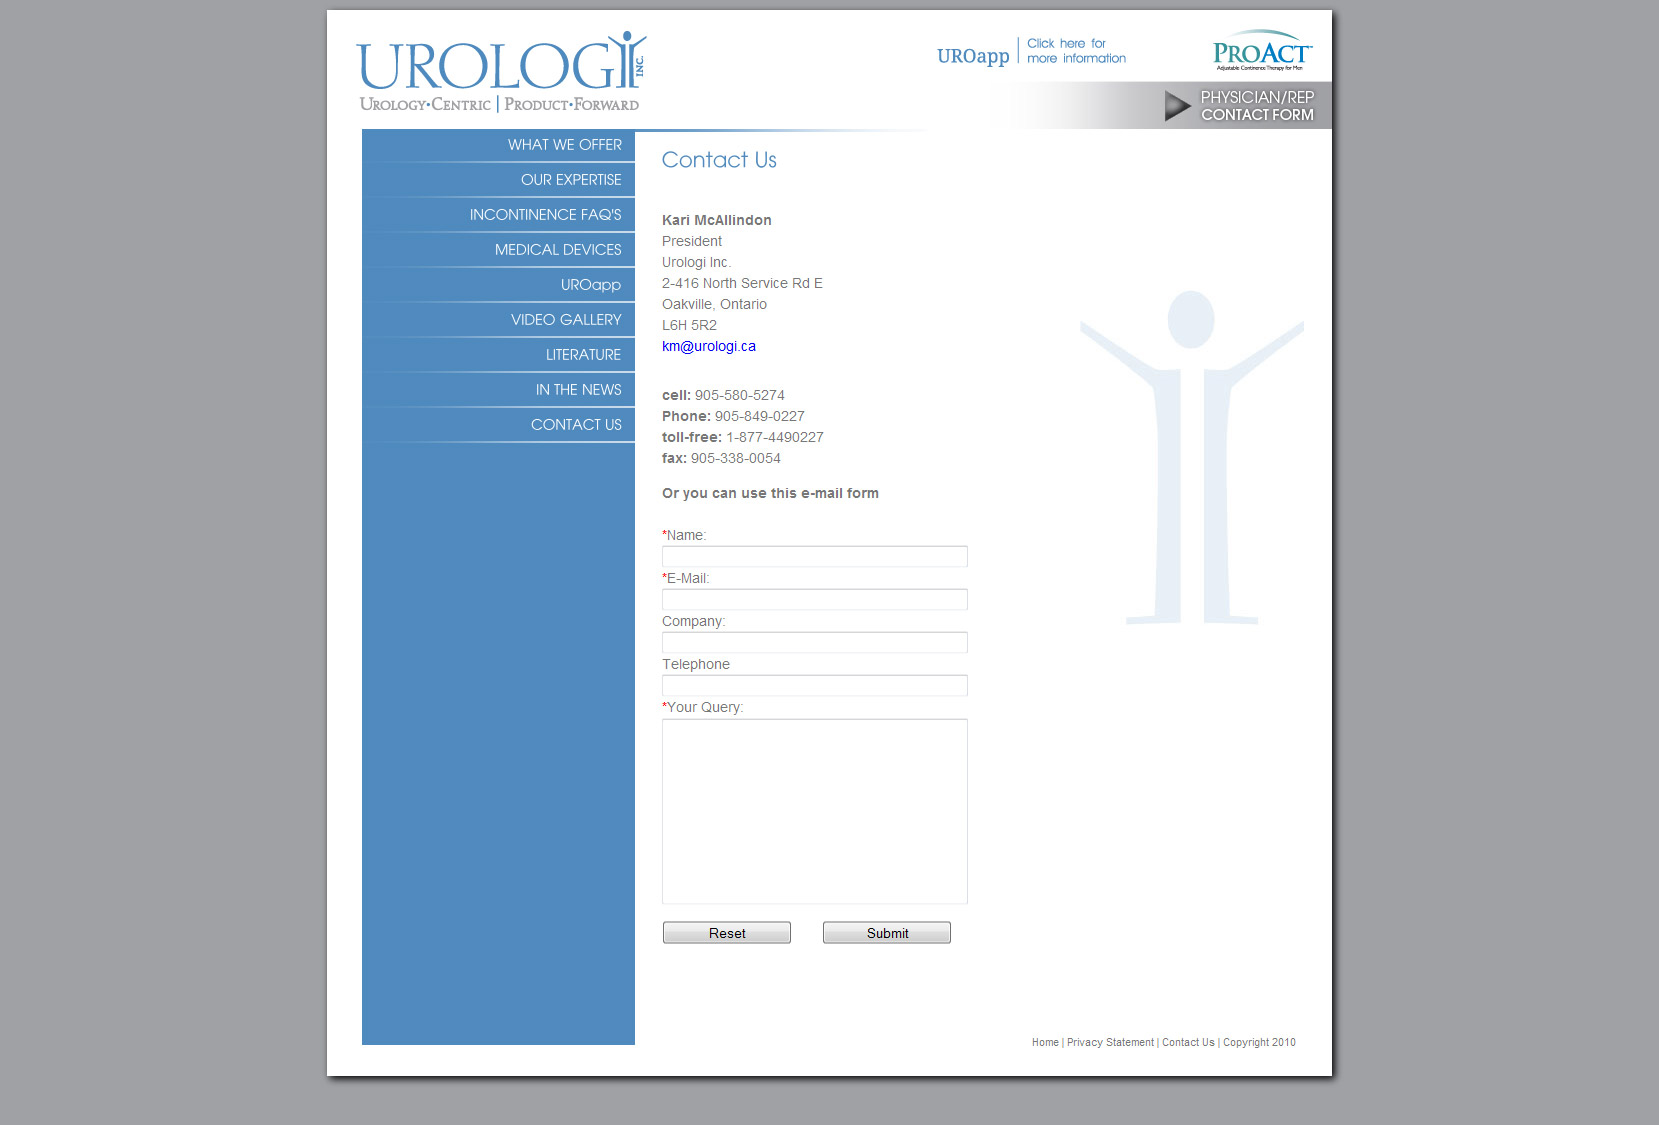 UROLOGI INC.
UROLOGY·CENTRIC | PRODUCT·FORWARD
UROapp
Click here for
more information
PROACT™
Adjustable Continence Therapy for Men
PHYSICIAN/REP
CONTACT FORM
WHAT WE OFFER
OUR EXPERTISE
INCONTINENCE FAQ'S
MEDICAL DEVICES
UROapp
VIDEO GALLERY
LITERATURE
IN THE NEWS
CONTACT US
Contact Us
Kari McAllindon
President
Urologi Inc.
2-416 North Service Rd E
Oakville, Ontario
L6H 5R2
km@urologi.ca
cell: 905-580-5274
Phone: 905-849-0227
toll-free: 1-877-4490227
fax: 905-338-0054
Or you can use this e-mail form
*Name:
*E-Mail:
Company:
Telephone
*Your Query:
Reset
Submit
Home | Privacy Statement | Contact Us | Copyright 2010